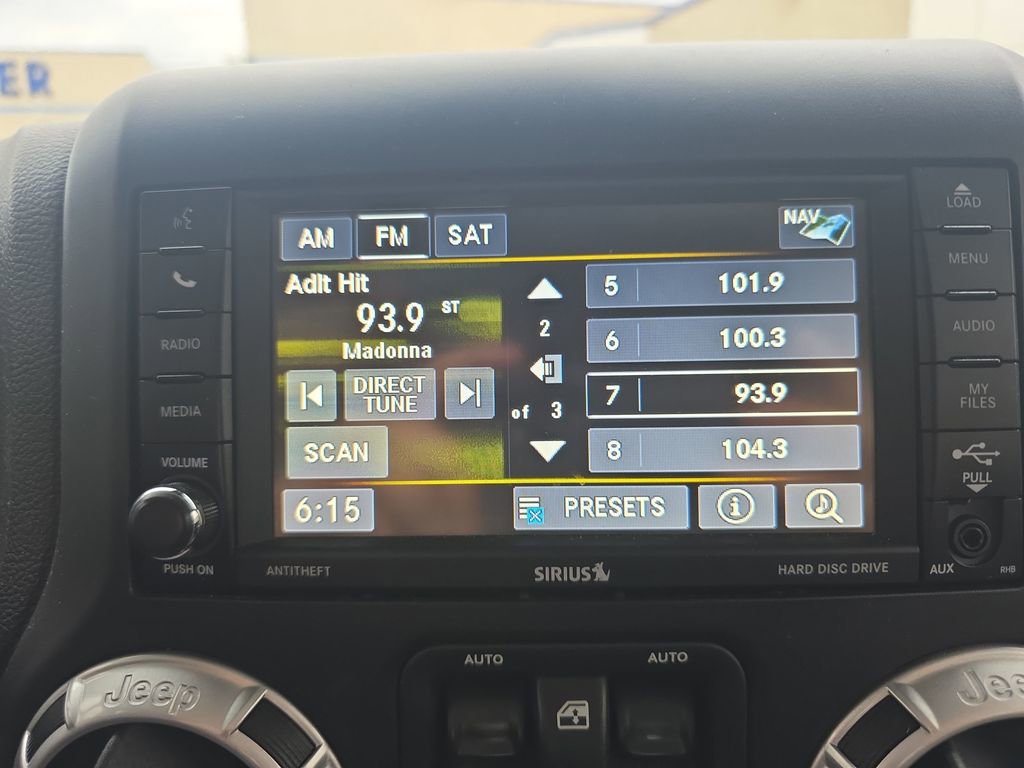 ER
LOAD
MENU
RADIO
AUDIO
MEDIA
MY
FILES
VOLUME
PULL
PUSH ON
AUX
RHB
AM
FM
SAT
NAV
Adlt Hit
93.9 ST
Madonna
DIRECT
TUNE
SCAN
2
of 3
5 101.9
6 100.3
7 93.9
8 104.3
6:15
PRESETS
i
ANTITHEFT
SIRIUS
HARD DISC DRIVE
AUTO
AUTO
Jeep
Jee